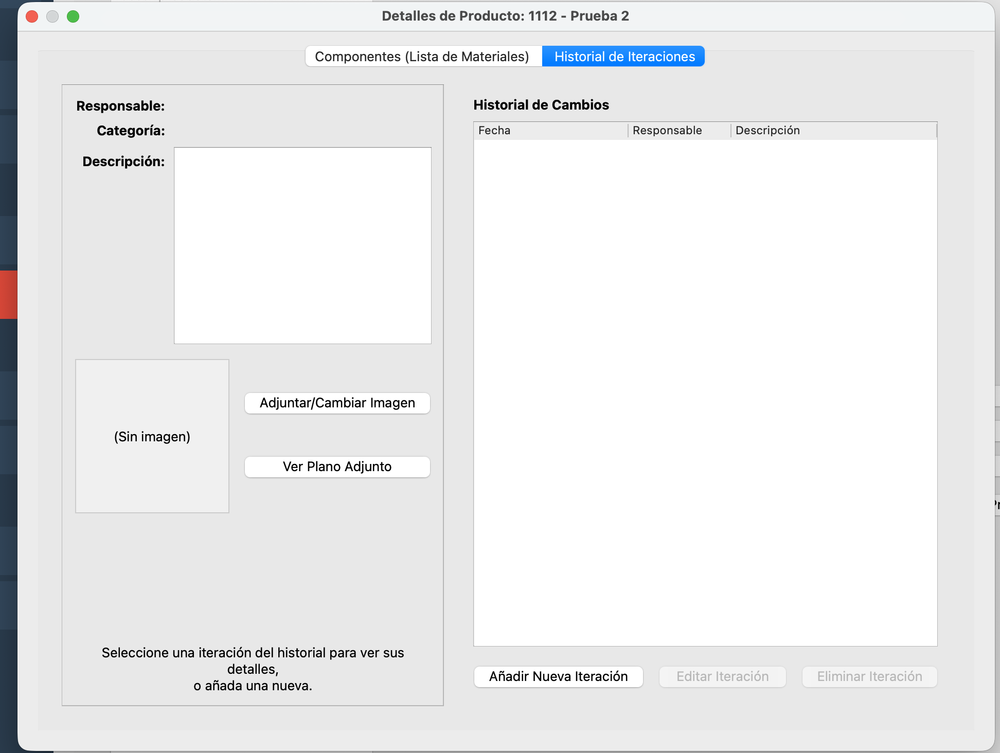 Detalles de Producto: 1112 - Prueba 2
Componentes (Lista de Materiales)
Historial de Iteraciones
Responsable:
Categoría:
Descripción:
(Sin imagen)
Adjuntar/Cambiar Imagen
Ver Plano Adjunto
Seleccione una iteración del historial para ver sus
detalles,
o añada una nueva.
Historial de Cambios
Fecha
Responsable
Descripción
Añadir Nueva Iteración
Editar Iteración
Eliminar Iteración